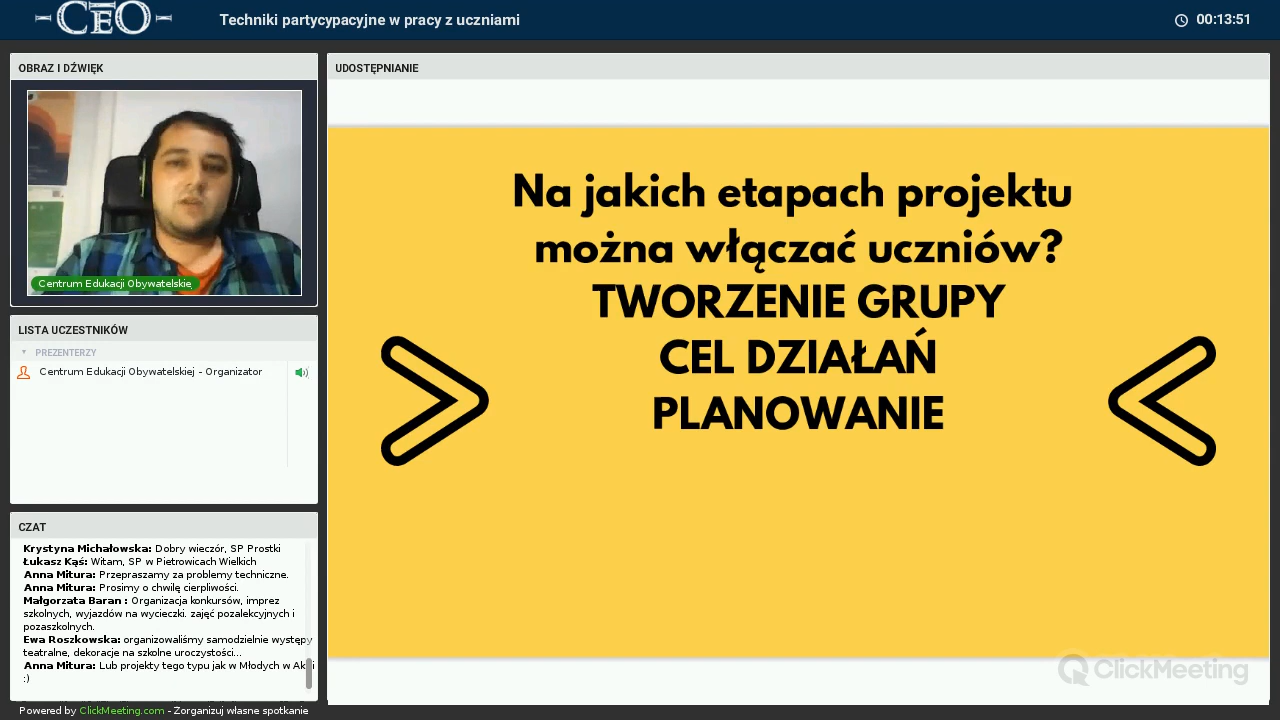 CEO
Techniki partycypacyjne w pracy z uczniami
00:13:51
OBRAZ I DŹWIĘK
Centrum Edukacji Obywatelskie
LISTA UCZESTNIKÓW
PREZENTERZY
Centrum Edukacji Obywatelskiej - Organizator
CZAT
Krystyna Michałowska: Dobry wieczór, SP Prostki
Łukasz Kąś: Witam, SP w Pietrowicach Wielkich
Anna Mitura: Przepraszamy za problemy techniczne.
Anna Mitura: Prosimy o chwilę cierpliwości.
Małgorzata Baran : Organizacja konkursów, imprez
szkolnych, wyjazdów na wycieczki. zajęć pozalekcyjnych i
pozaszkolnych.
Ewa Roszkowska: organizowaliśmy samodzielnie występy
teatralne, dekoracje na szkolne uroczystości...
Anna Mitura: Lub projekty tego typu jak w Młodych w Akcji
:)
Powered by ClickMeeting.com - Zorganizuj własne spotkanie
UDOSTĘPNIANIE
Na jakich etapach projektu
można włączać uczniów?
TWORZENIE GRUPY
CEL DZIAŁAŃ
PLANOWANIE
ClickMeeting